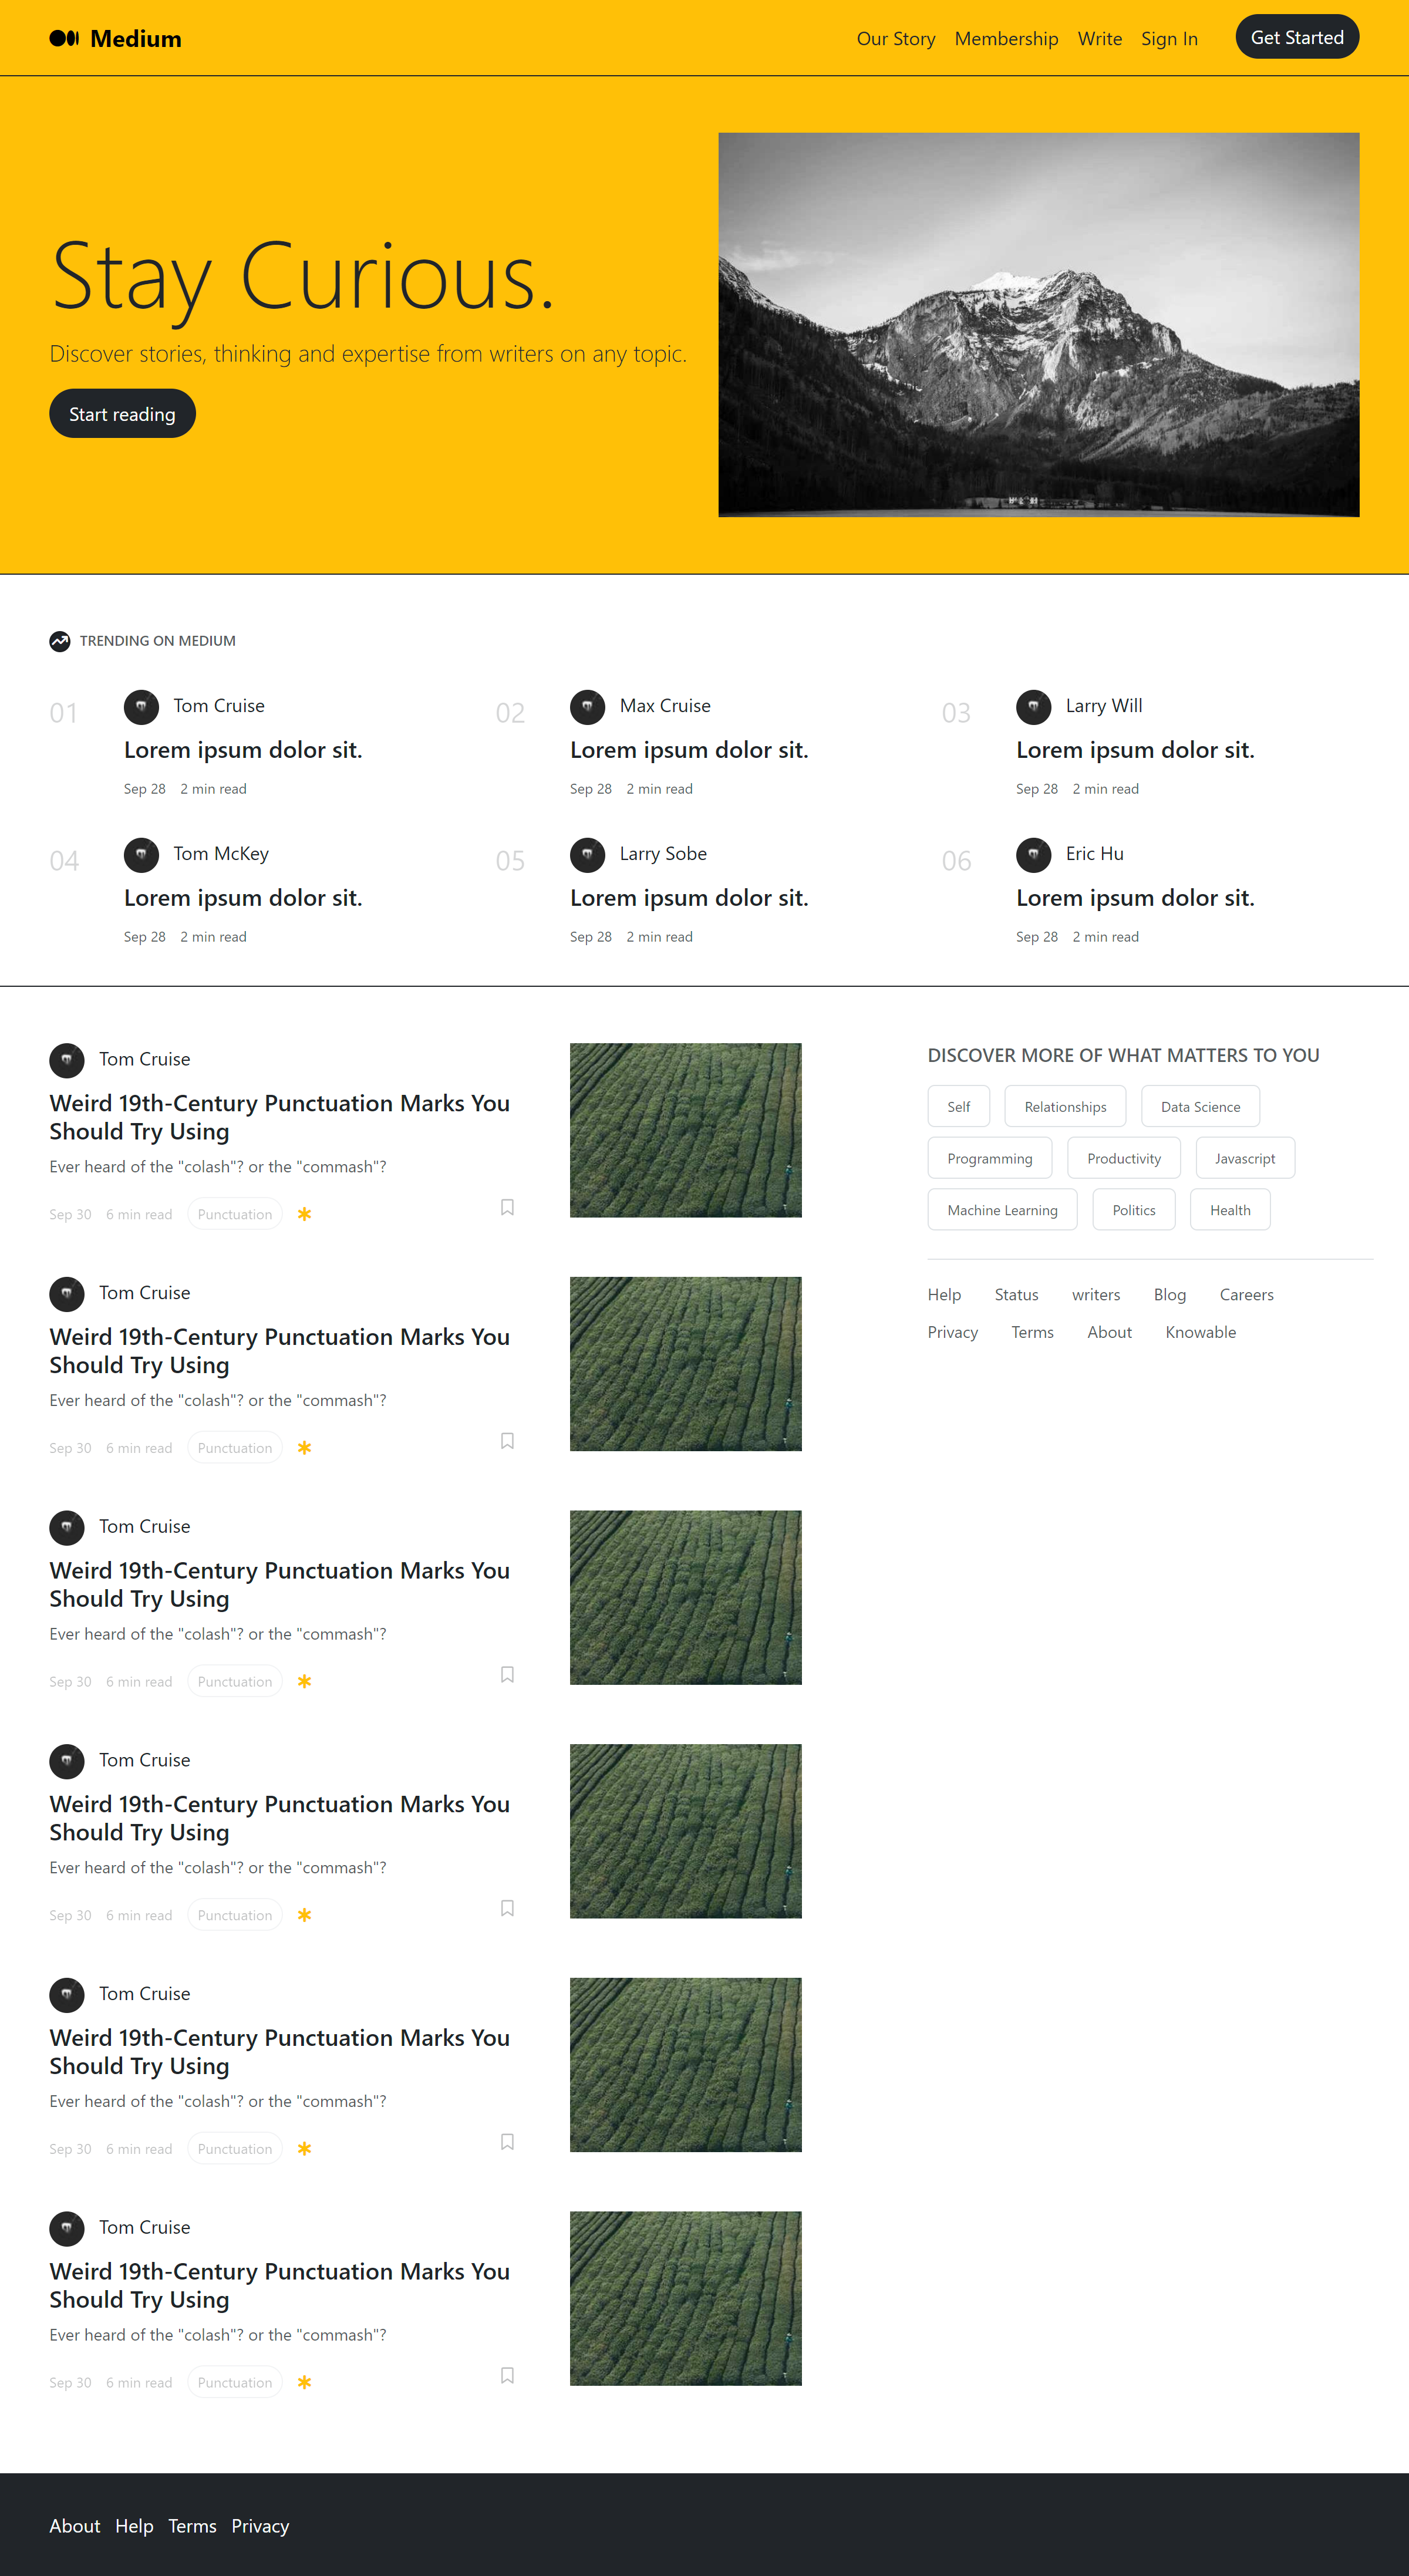 Medium
Our Story Membership Write Sign In Get Started
Stay Curious.
Discover stories, thinking and expertise from writers on any topic.
Start reading
TRENDING ON MEDIUM
01 Tom Cruise
Lorem ipsum dolor sit.
Sep 28 2 min read
02 Max Cruise
Lorem ipsum dolor sit.
Sep 28 2 min read
03 Larry Will
Lorem ipsum dolor sit.
Sep 28 2 min read
04 Tom McKey
Lorem ipsum dolor sit.
Sep 28 2 min read
05 Larry Sobe
Lorem ipsum dolor sit.
Sep 28 2 min read
06 Eric Hu
Lorem ipsum dolor sit.
Sep 28 2 min read
Tom Cruise
Weird 19th-Century Punctuation Marks You
Should Try Using
Ever heard of the "colash"? or the "commash"?
Sep 30 6 min read Punctuation
Tom Cruise
Weird 19th-Century Punctuation Marks You
Should Try Using
Ever heard of the "colash"? or the "commash"?
Sep 30 6 min read Punctuation
Tom Cruise
Weird 19th-Century Punctuation Marks You
Should Try Using
Ever heard of the "colash"? or the "commash"?
Sep 30 6 min read Punctuation
Tom Cruise
Weird 19th-Century Punctuation Marks You
Should Try Using
Ever heard of the "colash"? or the "commash"?
Sep 30 6 min read Punctuation
Tom Cruise
Weird 19th-Century Punctuation Marks You
Should Try Using
Ever heard of the "colash"? or the "commash"?
Sep 30 6 min read Punctuation
Tom Cruise
Weird 19th-Century Punctuation Marks You
Should Try Using
Ever heard of the "colash"? or the "commash"?
Sep 30 6 min read Punctuation
DISCOVER MORE OF WHAT MATTERS TO YOU
Self Relationships Data Science
Programming Productivity Javascript
Machine Learning Politics Health
Help Status writers Blog Careers
Privacy Terms About Knowable
About Help Terms Privacy